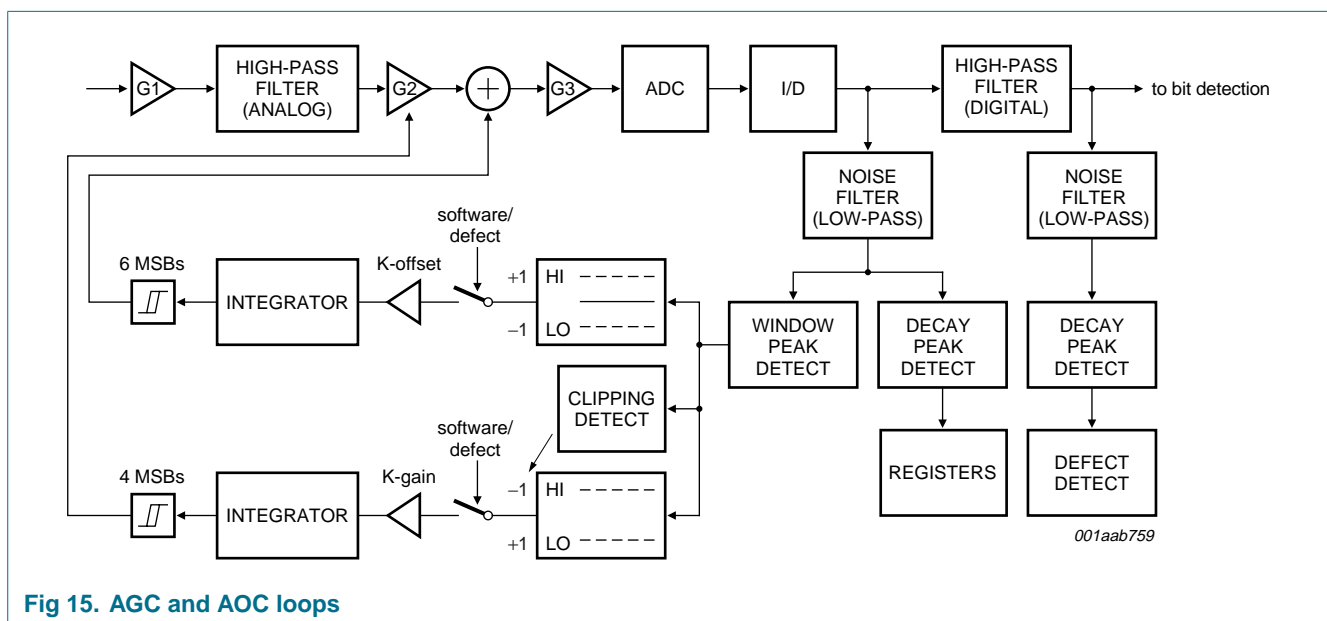 G1
HIGH-PASS
FILTER
(ANALOG)
G2
+
G3
ADC
I/D
HIGH-PASS
FILTER
(DIGITAL)
to bit detection
NOISE
FILTER
(LOW-PASS)
NOISE
FILTER
(LOW-PASS)
6 MSBs
INTEGRATOR
K-offset
software/
defect
+1
HI
−1
LO
WINDOW
PEAK
DETECT
DECAY
PEAK
DETECT
DECAY
PEAK
DETECT
CLIPPING
DETECT
4 MSBs
INTEGRATOR
K-gain
software/
defect
−1
HI
+1
LO
REGISTERS
DEFECT
DETECT
001aab759
Fig 15. AGC and AOC loops